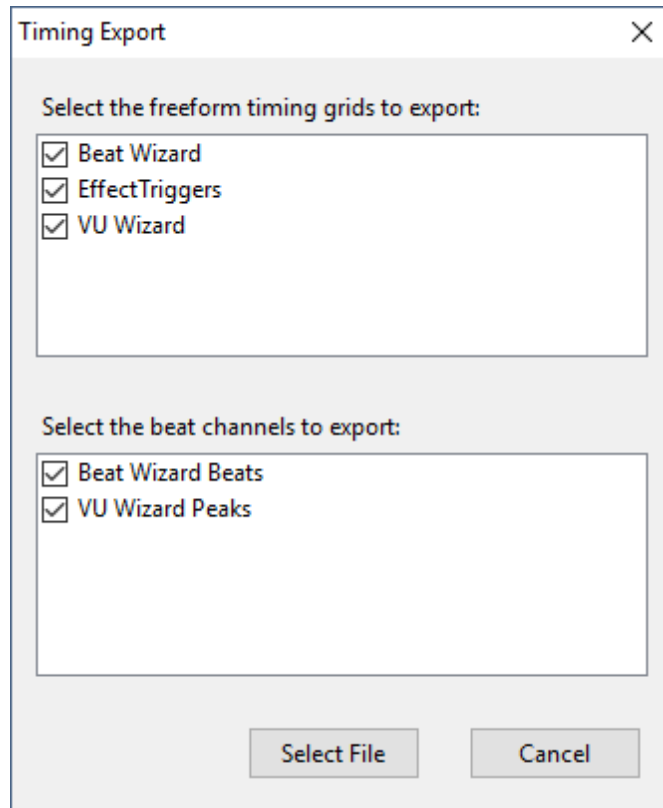 Timing Export
Select the freeform timing grids to export:
Beat Wizard
EffectTriggers
VU Wizard
Select the beat channels to export:
Beat Wizard Beats
VU Wizard Peaks
Select File
Cancel